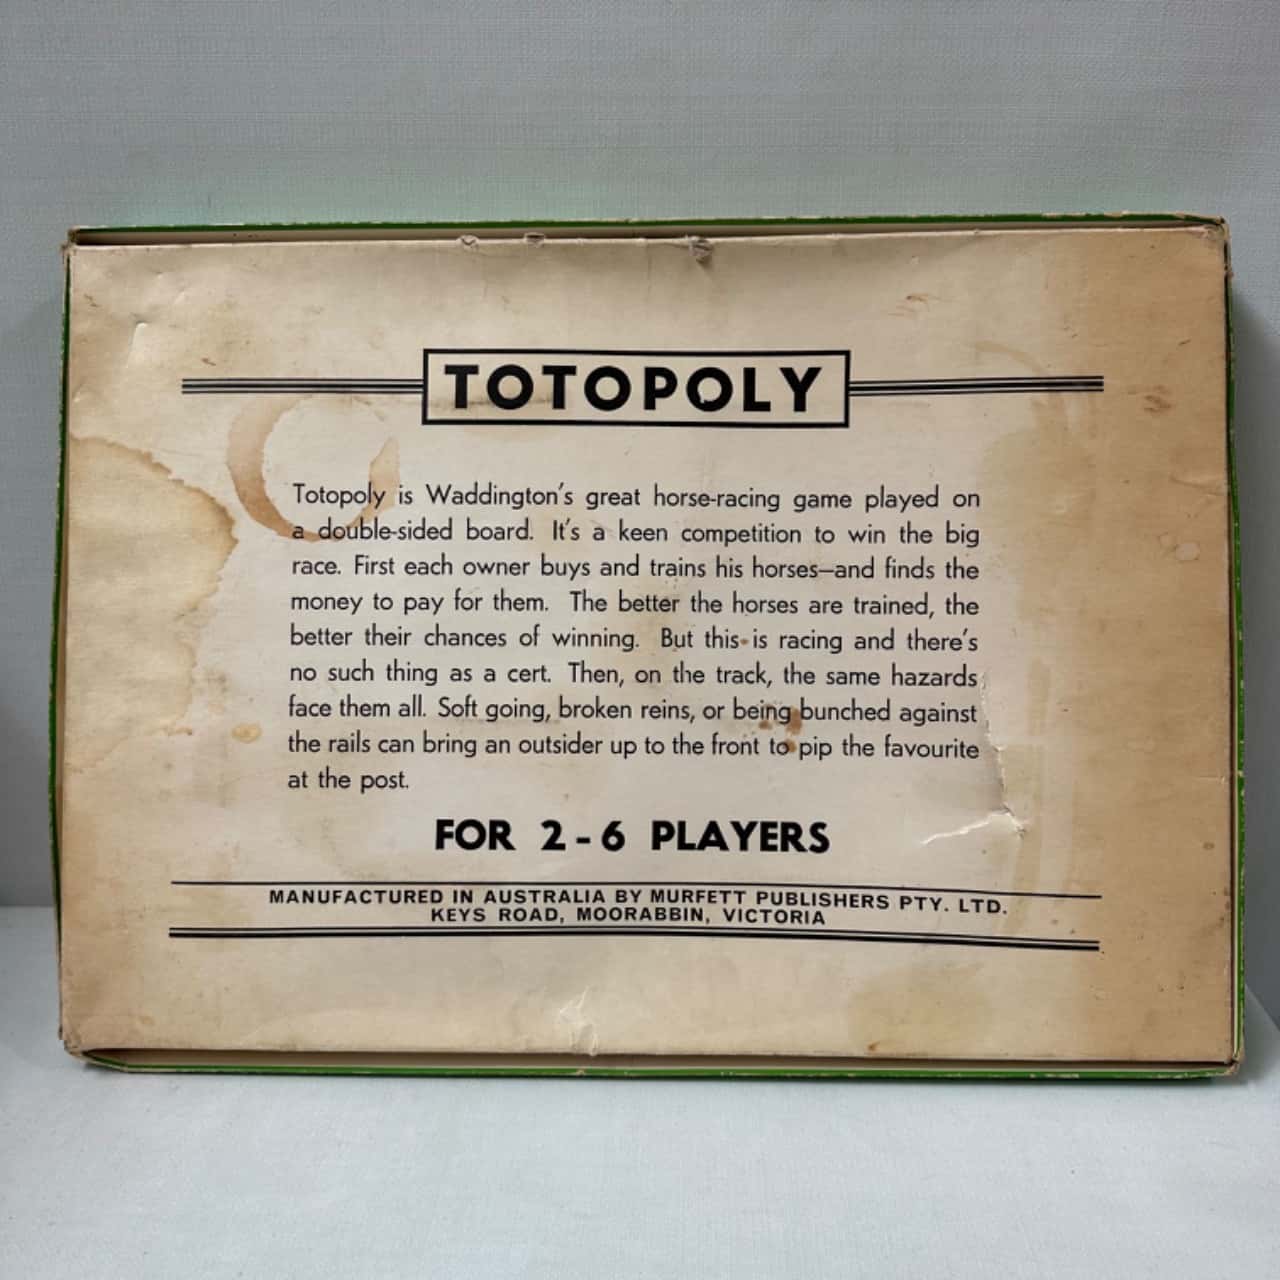 TOTOPOLY
Totopoly is Waddington's great horse-racing game played on
a double-sided board. It's a keen competition to win the big
race. First each owner buys and trains his horses—and finds the
money to pay for them. The better the horses are trained, the
better their chances of winning. But this is racing and there's
no such thing as a cert. Then, on the track, the same hazards
face them all. Soft going, broken reins, or being bunched against
the rails can bring an outsider up to the front to pip the favourite
at the post.
FOR 2 - 6 PLAYERS
MANUFACTURED IN AUSTRALIA BY MURFETT PUBLISHERS PTY. LTD.
KEYS ROAD, MOORABBIN, VICTORIA